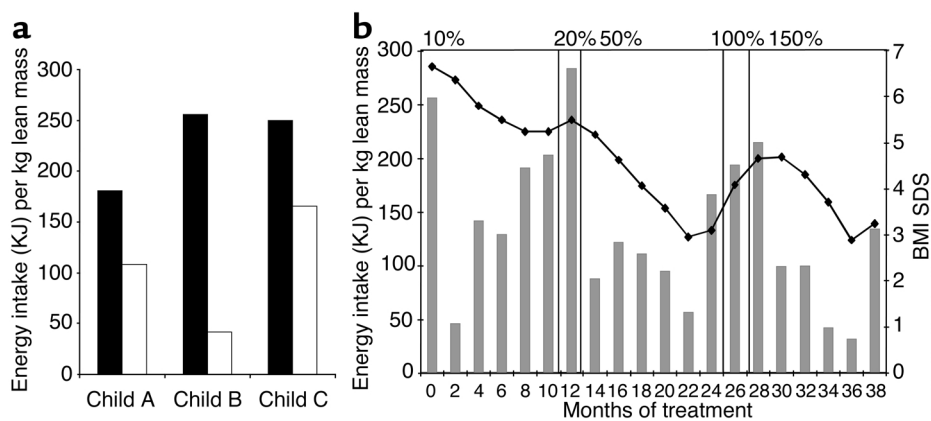 a
Energy intake (KJ) per kg lean mass
300
250
200
150
100
50
0
Child A Child B Child C
b
10% 20% 50% 100% 150%
Energy intake (KJ) per kg lean mass
300
250
200
150
100
50
0
7
6
5
4
3
2
1
0
BMI SDS
0 2 4 6 8 10 12 14 16 18 20 22 24 26 28 30 32 34 36 38
Months of treatment